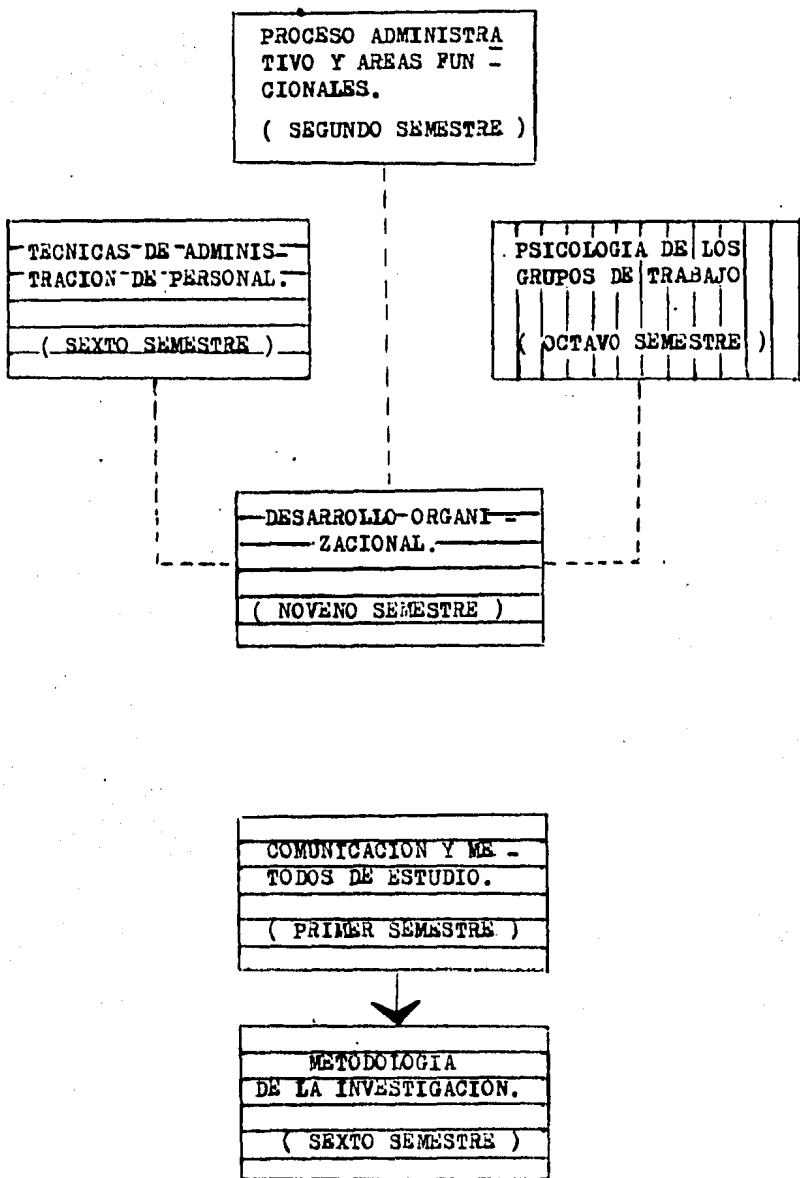 PROCESO ADMINISTRA
TIVO Y AREAS FUN -
CIONALES.
( SEGUNDO SEMESTRE )
TECNICAS DE ADMINIS-
TRACION DE PERSONAL.
( SEXTO SEMESTRE )
PSICOLOGIA DE LOS
GRUPOS DE TRABAJO
( OCTAVO SEMESTRE )
DESARROLLO ORGANI -
ZACIONAL.
( NOVENO SEMESTRE )
COMUNICACION Y ME -
TODOS DE ESTUDIO.
( PRIMER SEMESTRE )
METODOLOGIA
DE LA INVESTIGACION.
( SEXTO SEMESTRE )